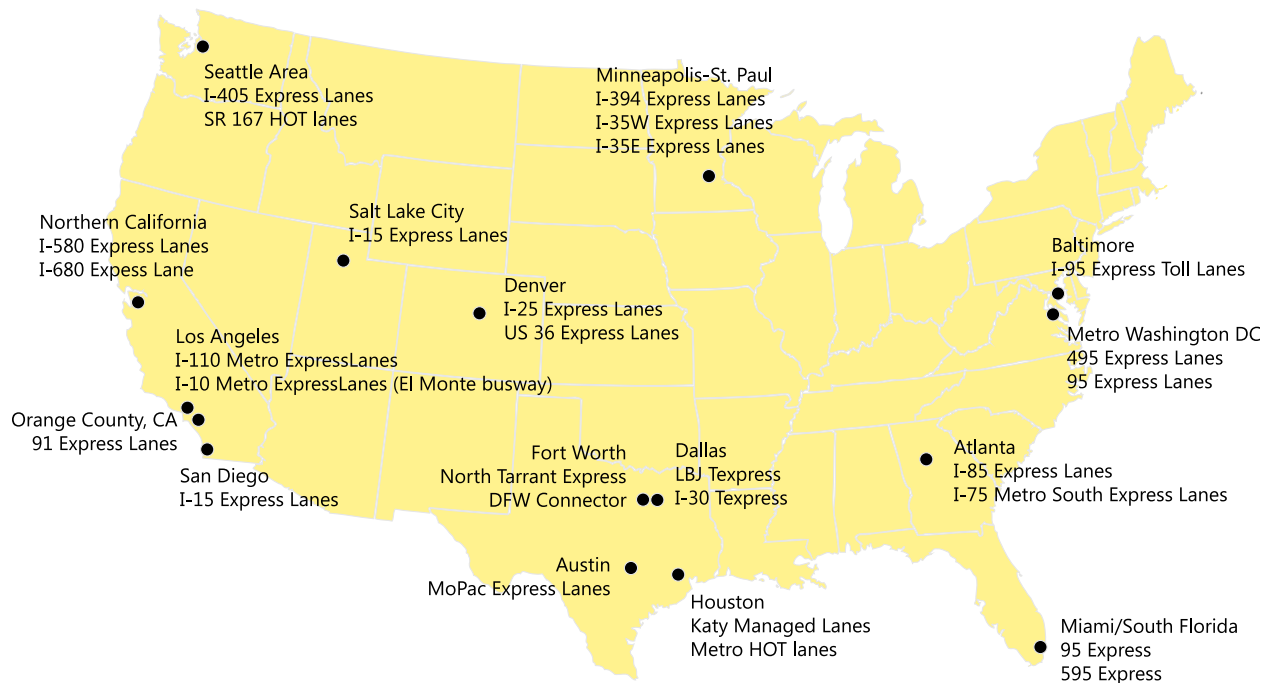 Seattle Area
I-405 Express Lanes
SR 167 HOT lanes
Minneapolis-St. Paul
I-394 Express Lanes
I-35W Express Lanes
I-35E Express Lanes
Northern California
I-580 Express Lanes
I-680 Expess Lane
Salt Lake City
I-15 Express Lanes
Baltimore
I-95 Express Toll Lanes
Denver
I-25 Express Lanes
US 36 Express Lanes
Los Angeles
I-110 Metro ExpressLanes
I-10 Metro ExpressLanes (El Monte busway)
Metro Washington DC
495 Express Lanes
95 Express Lanes
Orange County, CA
91 Express Lanes
San Diego
I-15 Express Lanes
Fort Worth
North Tarrant Express
DFW Connector
Dallas
LBJ Texpress
I-30 Texpress
Atlanta
I-85 Express Lanes
I-75 Metro South Express Lanes
Austin
MoPac Express Lanes
Houston
Katy Managed Lanes
Metro HOT lanes
Miami/South Florida
95 Express
595 Express